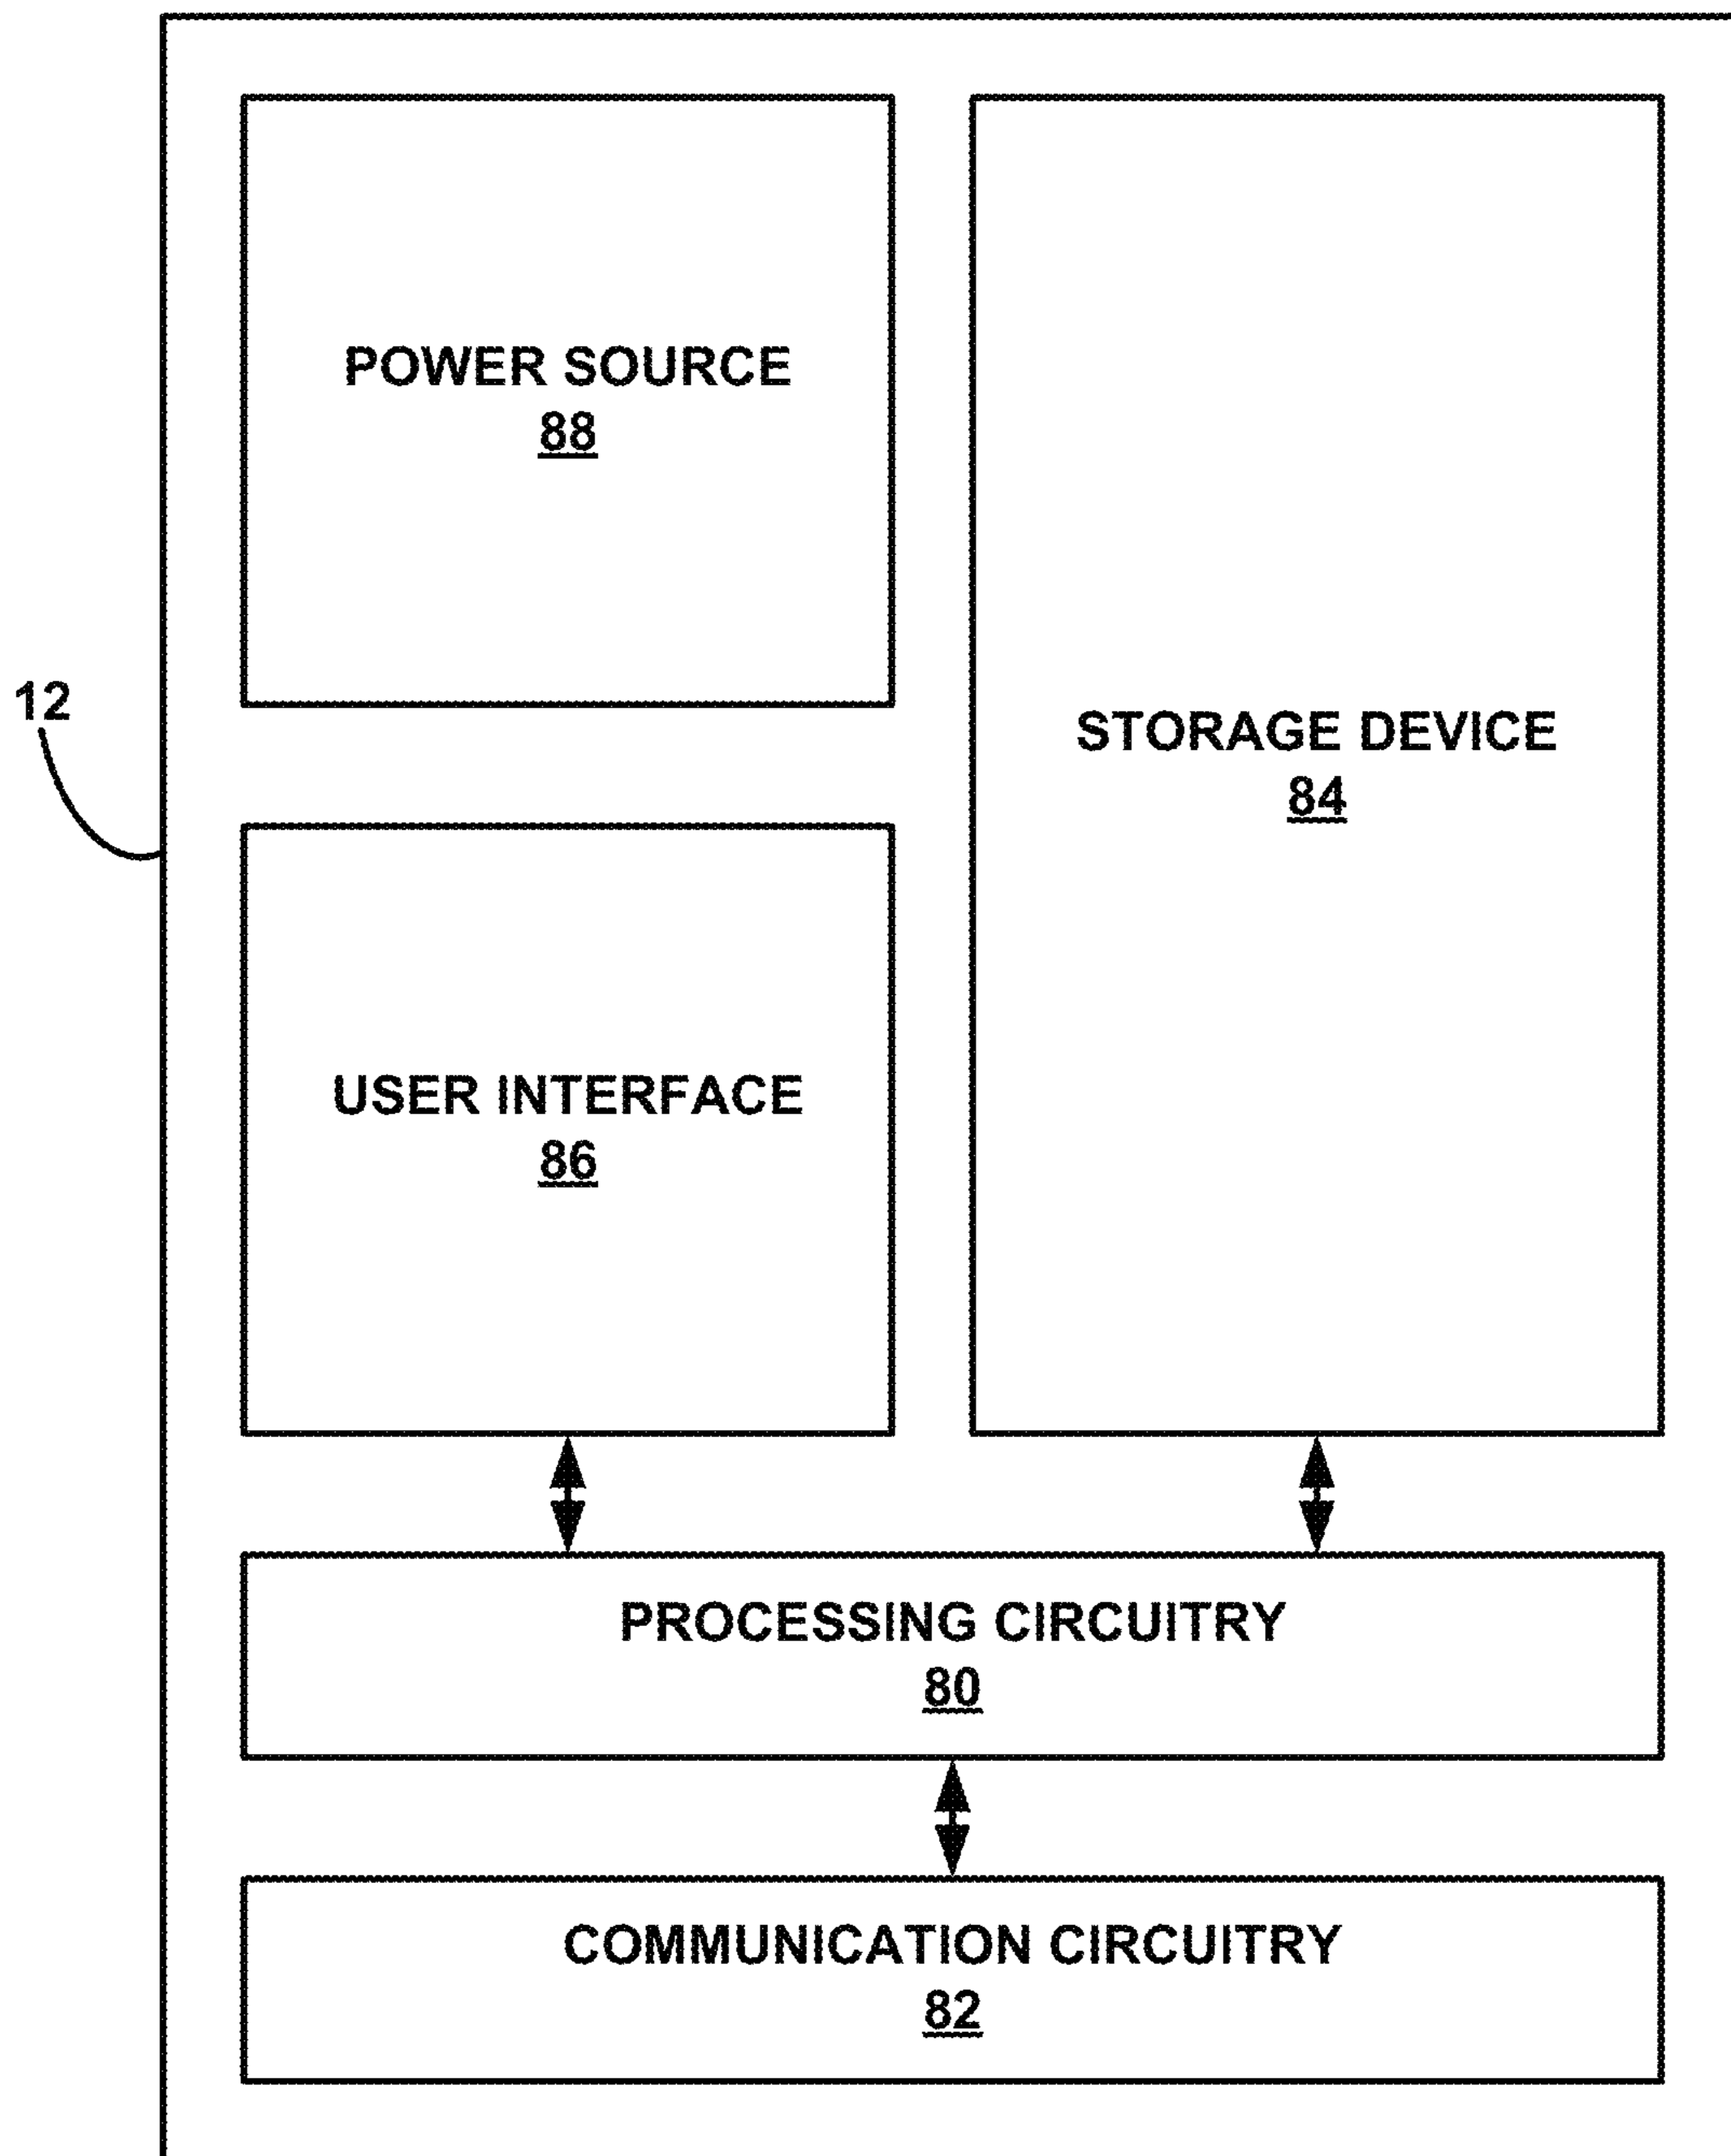 POWER SOURCE
88
STORAGE DEVICE
84
12
USER INTERFACE
86
PROCESSING CIRCUITRY
80
COMMUNICATION CIRCUITRY
82